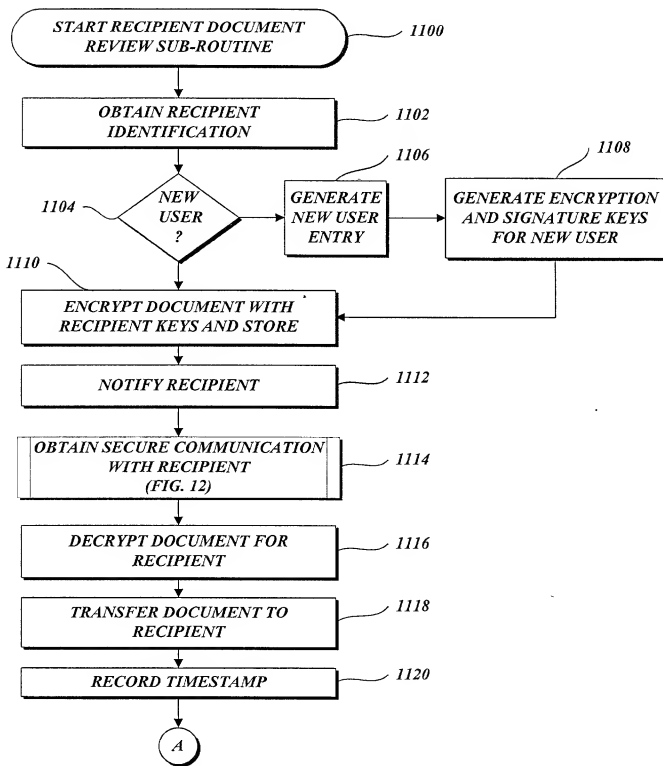 START RECIPIENT DOCUMENT
REVIEW SUB-ROUTINE
1100
OBTAIN RECIPIENT
IDENTIFICATION
1102
1104
NEW
USER
?
1106
GENERATE
NEW USER
ENTRY
1108
GENERATE ENCRYPTION
AND SIGNATURE KEYS
FOR NEW USER
1110
ENCRYPT DOCUMENT WITH
RECIPIENT KEYS AND STORE
NOTIFY RECIPIENT
1112
OBTAIN SECURE COMMUNICATION
WITH RECIPIENT
(FIG. 12)
1114
DECRYPT DOCUMENT FOR
RECIPIENT
1116
TRANSFER DOCUMENT TO
RECIPIENT
1118
RECORD TIMESTAMP
1120
A